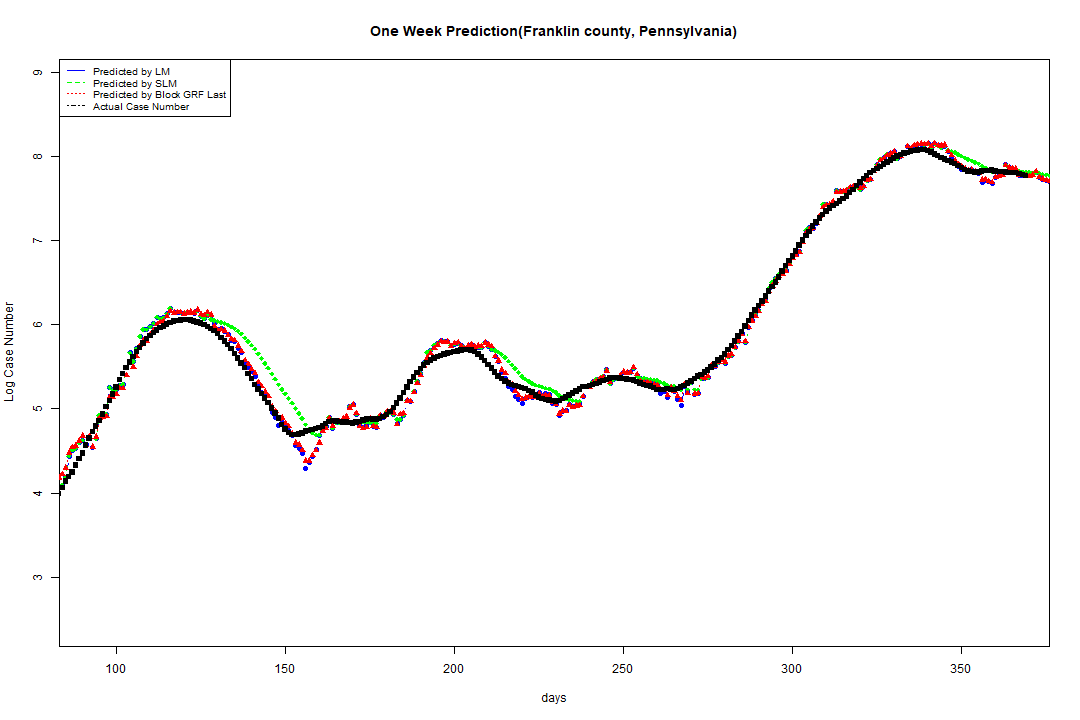 One Week Prediction(Franklin county, Pennsylvania)
Predicted by LM
Predicted by SLM
Predicted by Block GRF Last
Actual Case Number
9
8
7
6
5
4
3
Log Case Number
100 150 200 250 300 350
days